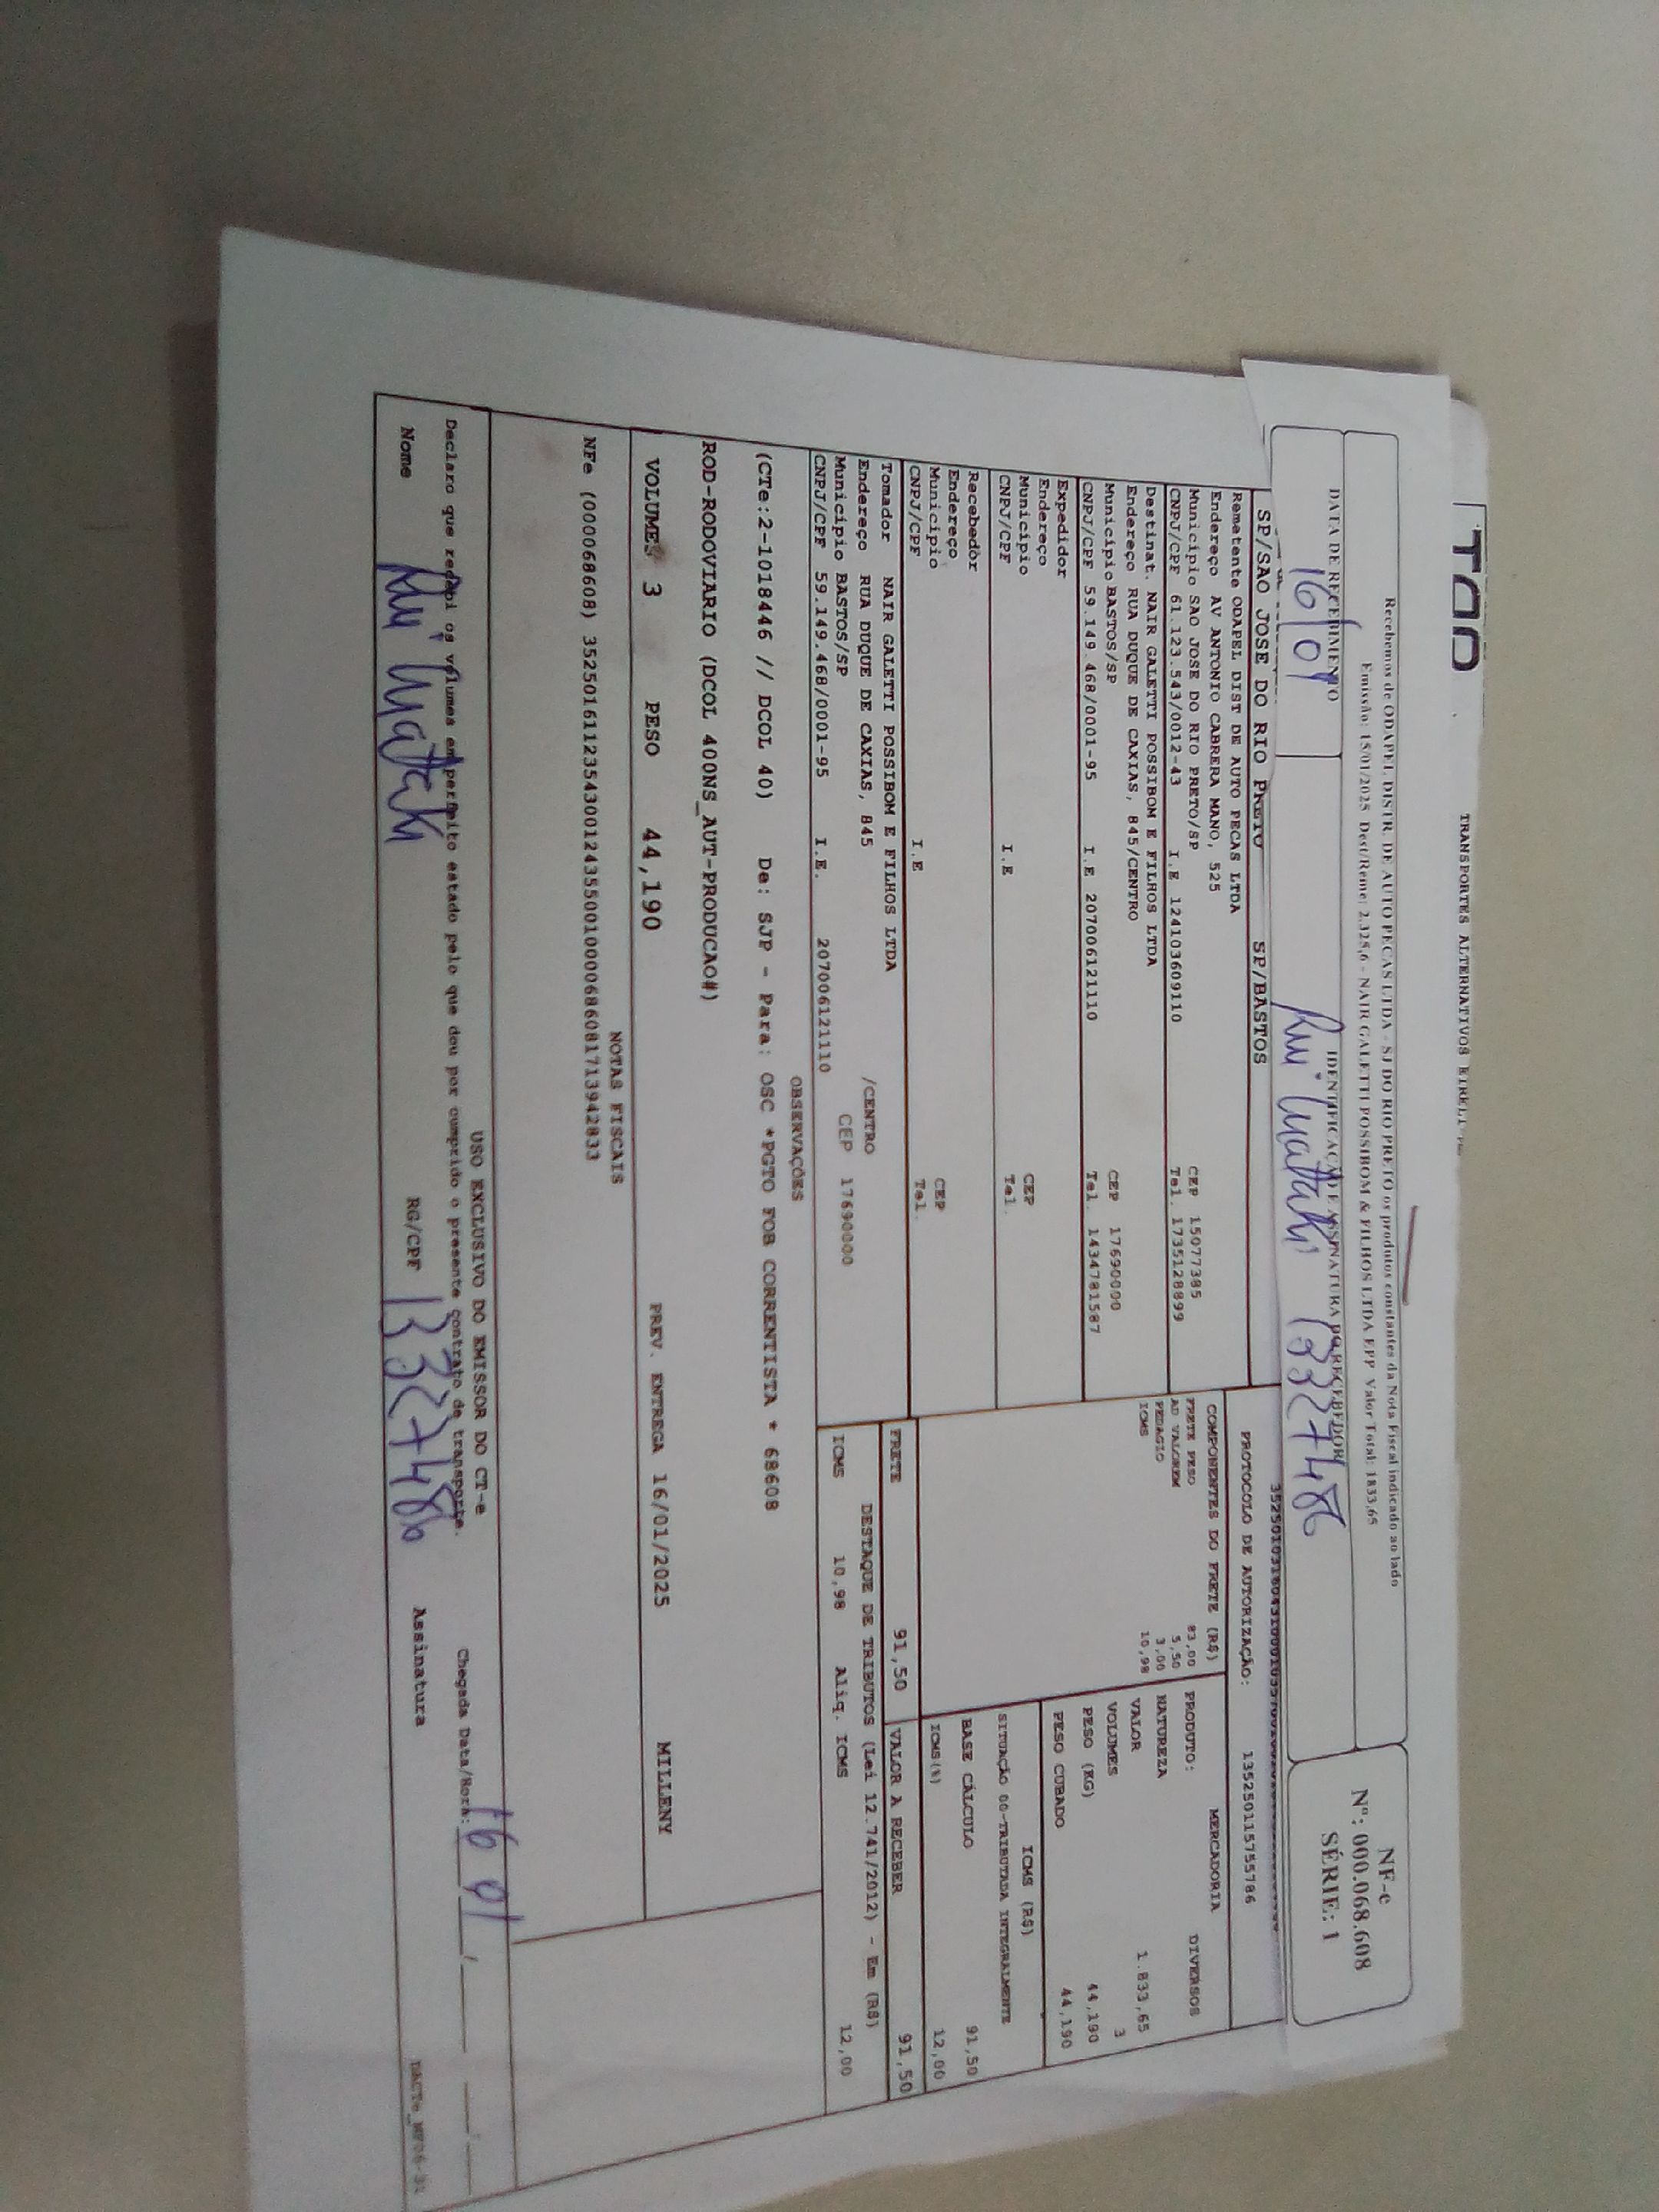 TRANSPORTES ALTERNATIVOS EIRELI
Recebemos de ODAPEL DISTR. DE AUTO PECAS LTDA - SJ DO RIO PRETO os produtos constantes da Nota Fiscal indicado ao lado
Emissão: 15/01/2025 Dest/Reme: 2.325,6 - NAIR GALETTI POSSIBOM & FILHOS LTDA EPP Valor Total: 1833,65
DATA DE RECEBIMENTO
16/01
IDENTIFICAÇÃO E ASSINATURA DO RECEBEDOR
NF-e
Nº: 000.068.608
SÉRIE: 1
SP/SAO JOSE DO RIO PRETO SP/BASTOS
PROTOCOLO DE AUTORIZAÇÃO: 135250115755786
Remetente ODAPEL DIST DE AUTO PECAS LTDA
Endereço AV ANTONIO CABRERA MANO, 525
Município SAO JOSE DO RIO PRETO/SP CEP 15077385
CNPJ/CPF 61.123.543/0012-43 I.E 124103609110 Tel. 1735128899
Destinat. NAIR GALETTI POSSIBOM E FILHOS LTDA
Endereço RUA DUQUE DE CAXIAS, 845/CENTRO
Município BASTOS/SP CEP 17690000
CNPJ/CPF 59.149.468/0001-95 I.E 207006121110 Tel. 1434781587
Expedidor
Endereço
Município CEP
CNPJ/CPF I.E Tel.
Recebedor
Endereço
Município CEP
CNPJ/CPF I.E Tel.
Tomador NAIR GALETTI POSSIBOM E FILHOS LTDA
Endereço RUA DUQUE DE CAXIAS, 845 /CENTRO
Município BASTOS/SP CEP 17690000
CNPJ/CPF 59.149.468/0001-95 I.E. 207006121110
COMPONENTES DO FRETE (R$)
FRETE PESO 83,00
AD VALOREM 5,50
PEDAGIO 3,00
ICMS 10,98
MERCADORIA
PRODUTO: DIVERSOS
NATUREZA
VALOR 1.833,65
VOLUMES 3
PESO (KG) 44,190
PESO CUBADO 44,190
ICMS (R$)
SITUAÇÃO 00-TRIBUTADA INTEGRALMENTE
BASE CÁLCULO 91,50
ICMS(%) 12,00
FRETE 91,50 VALOR A RECEBER 91,50
DESTAQUE DE TRIBUTOS (Lei 12.741/2012) - Em (R$)
ICMS 10,98 Aliq. ICMS 12,00
OBSERVAÇÕES
(CTe:2-1018446 // DCOL 40) De: SJP - Para: OSC *PGTO FOB CORRENTISTA * 68608
ROD-RODOVIARIO (DCOL 400NS_AUT-PRODUCAO#)
VOLUMES 3 PESO 44,190 PREV. ENTREGA 16/01/2025 MILLENY
NOTAS FISCAIS
NFe (000068608) 35250161123543001243550010000686081713942833
USO EXCLUSIVO DO EMISSOR DO CT-e
Declaro que recebi os volumes em perfeito estado pelo que dou por cumprido o presente contrato de transporte.
Chegada Data/Hora: 16 01
Nome RG/CPF Assinatura